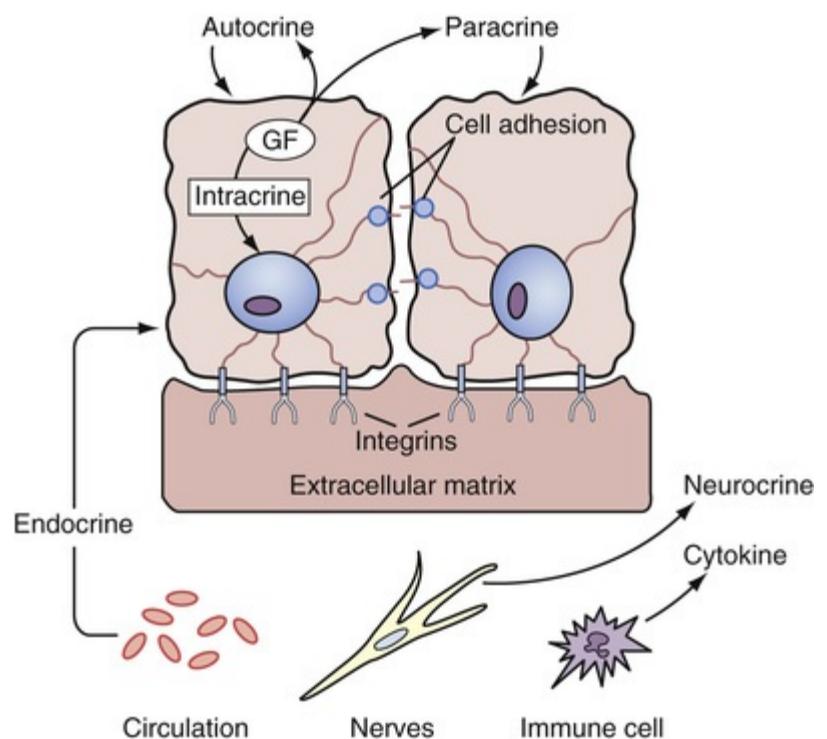 Autocrine
Paracrine
Cell adhesion
GF
Intracrine
Integrins
Extracellular matrix
Neurocrine
Endocrine
Cytokine
Circulation
Nerves
Immune cell